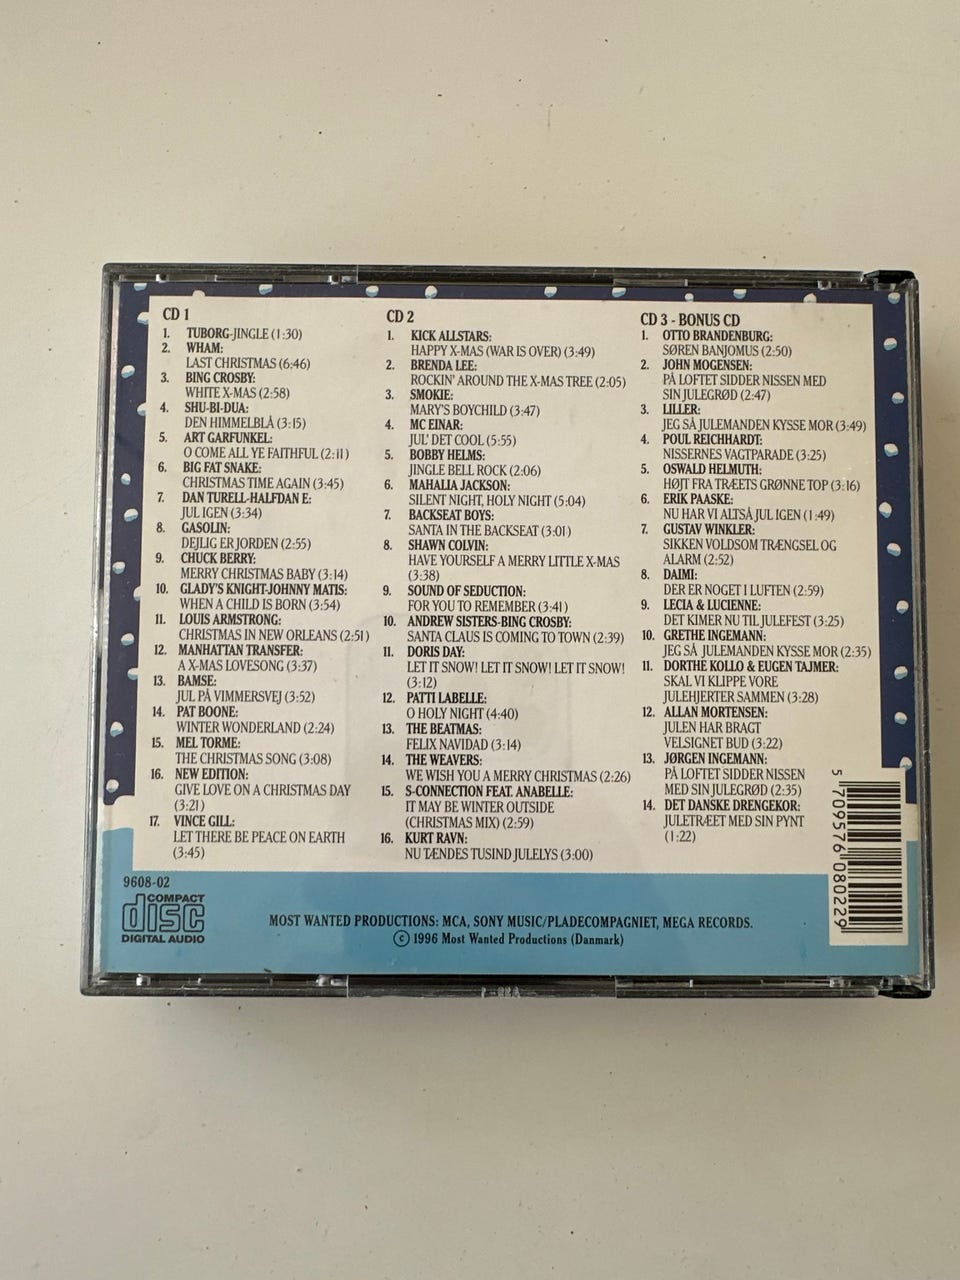 CD 1
1. TUBORG-JINGLE (1:30)
2. WHAM:
LAST CHRISTMAS (6:46)
3. BING CROSBY:
WHITE X-MAS (2:58)
4. SHU-BI-DUA:
DEN HIMMELBLÅ (3:15)
5. ART GARFUNKEL:
O COME ALL YE FAITHFUL (2:11)
6. BIG FAT SNAKE:
CHRISTMAS TIME AGAIN (3:45)
7. DAN TURELL-HALFDAN E:
JUL IGEN (3:34)
8. GASOLIN:
DEJLIG ER JORDEN (2:55)
9. CHUCK BERRY:
MERRY CHRISTMAS BABY (3:14)
10. GLADY'S KNIGHT-JOHNNY MATIS:
WHEN A CHILD IS BORN (3:54)
11. LOUIS ARMSTRONG:
CHRISTMAS IN NEW ORLEANS (2:51)
12. MANHATTAN TRANSFER:
A X-MAS LOVESONG (3:37)
13. BAMSE:
JUL PÅ VIMMERSVEJ (3:52)
14. PAT BOONE:
WINTER WONDERLAND (2:24)
15. MEL TORME:
THE CHRISTMAS SONG (3:08)
16. NEW EDITION:
GIVE LOVE ON A CHRISTMAS DAY
(3:21)
17. VINCE GILL:
LET THERE BE PEACE ON EARTH
(3:45)
CD 2
1. KICK ALLSTARS:
HAPPY X-MAS (WAR IS OVER) (3:49)
2. BRENDA LEE:
ROCKIN' AROUND THE X-MAS TREE (2:05)
3. SMOKIE:
MARY'S BOYCHILD (3:47)
4. MC EINAR:
JUL' DET COOL (5:55)
5. BOBBY HELMS:
JINGLE BELL ROCK (2:06)
6. MAHALIA JACKSON:
SILENT NIGHT, HOLY NIGHT (5:04)
7. BACKSEAT BOYS:
SANTA IN THE BACKSEAT (3:01)
8. SHAWN COLVIN:
HAVE YOURSELF A MERRY LITTLE X-MAS
(3:38)
9. SOUND OF SEDUCTION:
FOR YOU TO REMEMBER (3:41)
10. ANDREW SISTERS-BING CROSBY:
SANTA CLAUS IS COMING TO TOWN (2:39)
11. DORIS DAY:
LET IT SNOW! LET IT SNOW! LET IT SNOW!
(3:12)
12. PATTI LABELLE:
O HOLY NIGHT (4:40)
13. THE BEATMAS:
FELIX NAVIDAD (3:14)
14. THE WEAVERS:
WE WISH YOU A MERRY CHRISTMAS (2:26)
15. S-CONNECTION FEAT. ANABELLE:
IT MAY BE WINTER OUTSIDE
(CHRISTMAS MIX) (2:59)
16. KURT RAVN:
NU TÆNDES TUSIND JULELYS (3:00)
CD 3 - BONUS CD
1. OTTO BRANDENBURG:
SØREN BANJOMUS (2:50)
2. JOHN MOGENSEN:
PÅ LOFTET SIDDER NISSEN MED
SIN JULEGRØD (2:47)
3. LILLER:
JEG SÅ JULEMANDEN KYSSE MOR (3:49)
4. POUL REICHHARDT:
NISSERNES VAGTPARADE (3:25)
5. OSWALD HELMUTH:
HØJT FRA TRÆETS GRØNNE TOP (3:16)
6. ERIK PAASKE:
NU HAR VI ALTSÅ JUL IGEN (1:49)
7. GUSTAV WINKLER:
SIKKEN VOLDSOM TRÆNGSEL OG
ALARM (2:52)
8. DAIMI:
DER ER NOGET I LUFTEN (2:59)
9. LECIA & LUCIENNE:
DET KIMER NU TIL JULEFEST (3:25)
10. GRETHE INGEMANN:
JEG SÅ JULEMANDEN KYSSE MOR (2:35)
11. DORTHE KOLLO & EUGEN TAJMER:
SKAL VI KLIPPE VORE
JULEHJERTER SAMMEN (3:28)
12. ALLAN MORTENSEN:
JULEN HAR BRAGT
VELSIGNET BUD (3:22)
13. JØRGEN INGEMANN:
PÅ LOFTET SIDDER NISSEN
MED SIN JULEGRØD (2:35)
14. DET DANSKE DRENGEKOR:
JULETRÆET MED SIN PYNT
(1:22)
5 709576 080229
9608-02
COMPACT
disc
DIGITAL AUDIO
MOST WANTED PRODUCTIONS: MCA, SONY MUSIC/PLADECOMPAGNIET, MEGA RECORDS.
© 1996 Most Wanted Productions (Danmark)